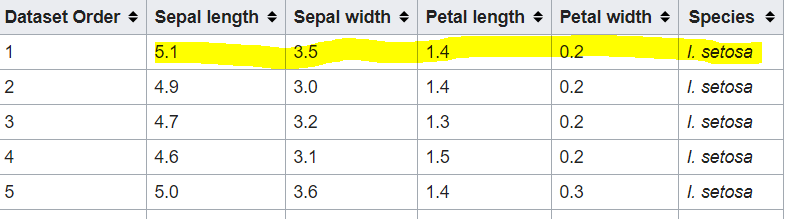 Dataset Order Sepal length Sepal width Petal length Petal width Species
1 5.1 3.5 1.4 0.2 I. setosa
2 4.9 3.0 1.4 0.2 I. setosa
3 4.7 3.2 1.3 0.2 I. setosa
4 4.6 3.1 1.5 0.2 I. setosa
5 5.0 3.6 1.4 0.3 I. setosa